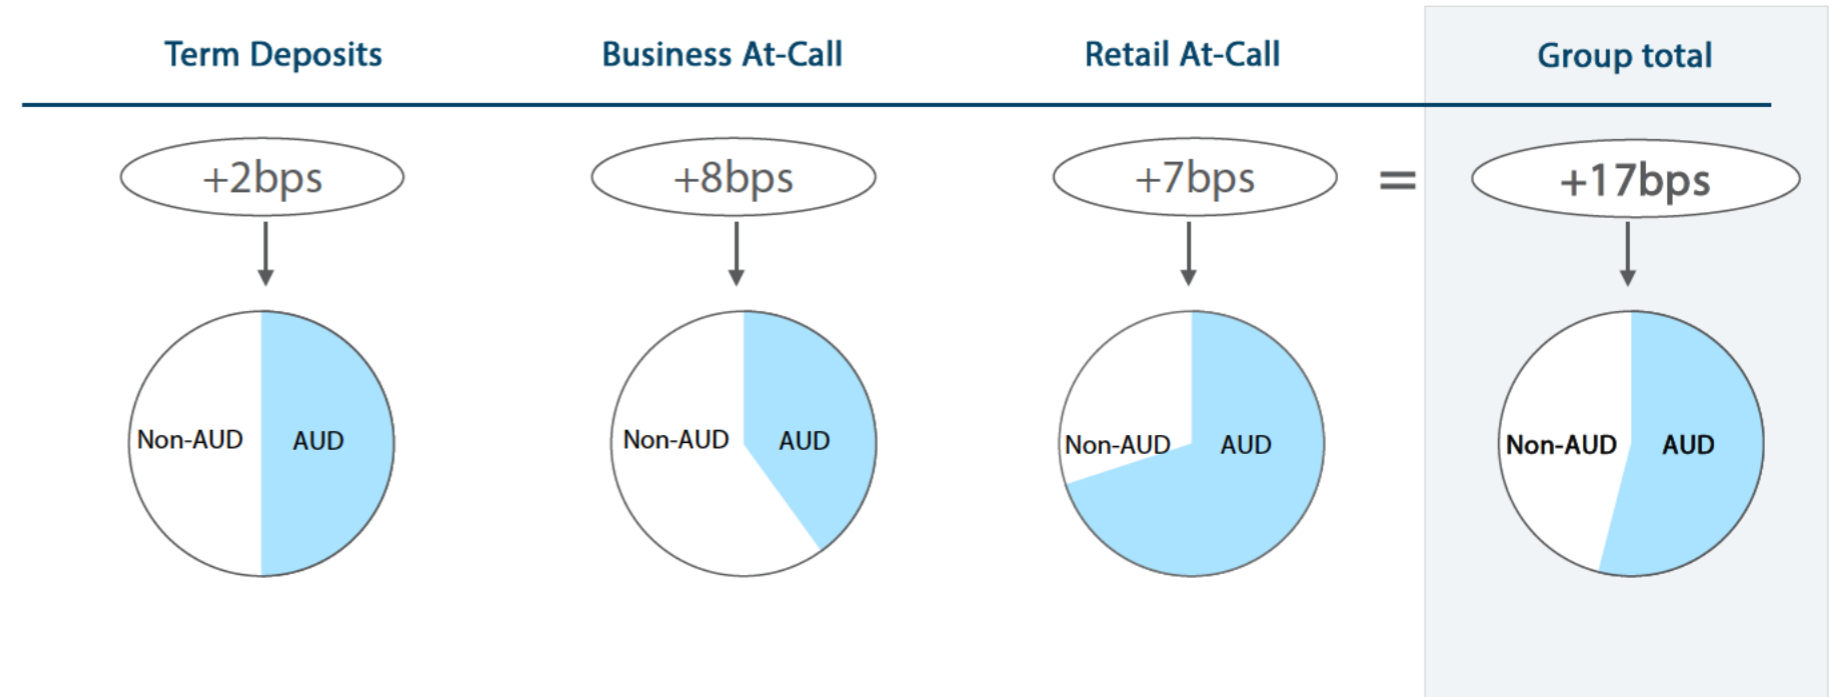 Term Deposits
Business At-Call
Retail At-Call
Group total
+2bps
+8bps
+7bps
=
+17bps
Non-AUD
AUD
Non-AUD
AUD
Non-AUD
AUD
Non-AUD
AUD